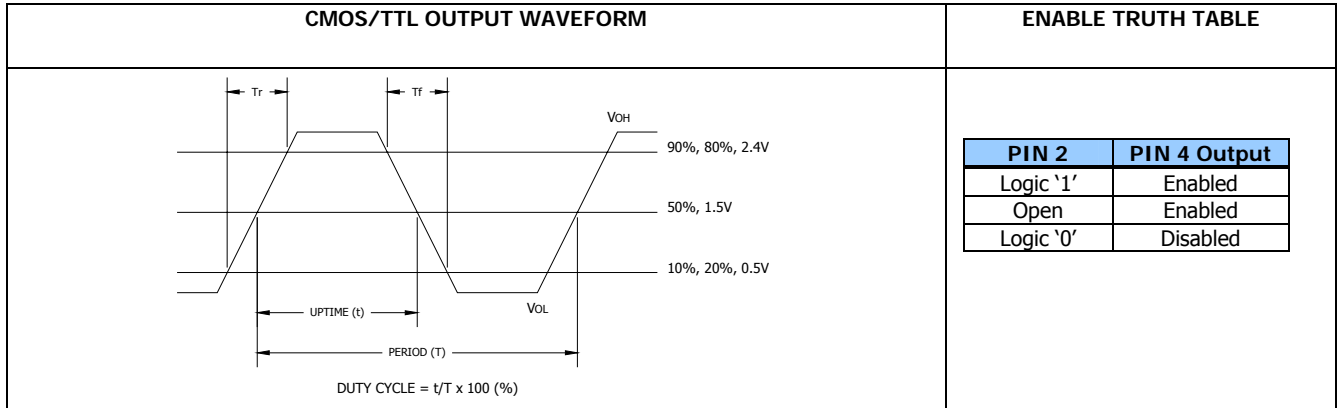 CMOS/TTL OUTPUT WAVEFORM
ENABLE TRUTH TABLE
Tr
Tf
VOH
90%, 80%, 2.4V
50%, 1.5V
10%, 20%, 0.5V
UPTIME (t)
VOL
PERIOD (T)
DUTY CYCLE = t/T x 100 (%)
PIN 2 PIN 4 Output
Logic ‘1’ Enabled
Open Enabled
Logic ‘0’ Disabled